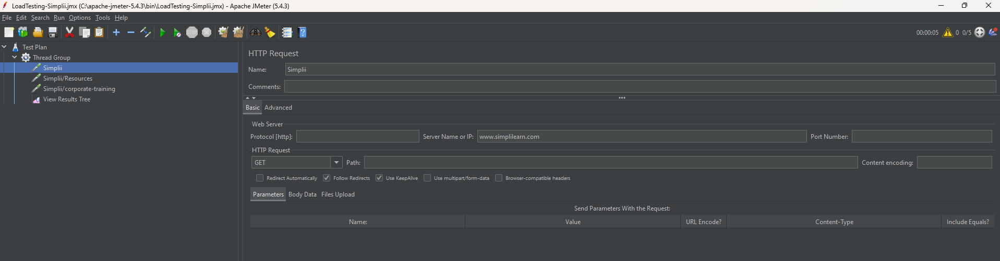 LoadTesting-Simplii.jmx (C:\apache-jmeter-5.4.3\bin\LoadTesting-Simplii.jmx) - Apache JMeter (5.4.3)
File Edit Search Run Options Tools Help
STOP 00:00:05 0 0/5
Test Plan
Thread Group
Simplii
Simplii/Resources
Simplii/corporate-training
View Results Tree
HTTP Request
Name: Simplii
Comments:
Basic Advanced
Web Server
Protocol [http]: Server Name or IP: www.simplilearn.com Port Number:
HTTP Request
GET Path: Content encoding:
Redirect Automatically Follow Redirects Use KeepAlive Use multipart/form-data Browser-compatible headers
Parameters Body Data Files Upload
Send Parameters With the Request:
Name: Value URL Encode? Content-Type Include Equals?